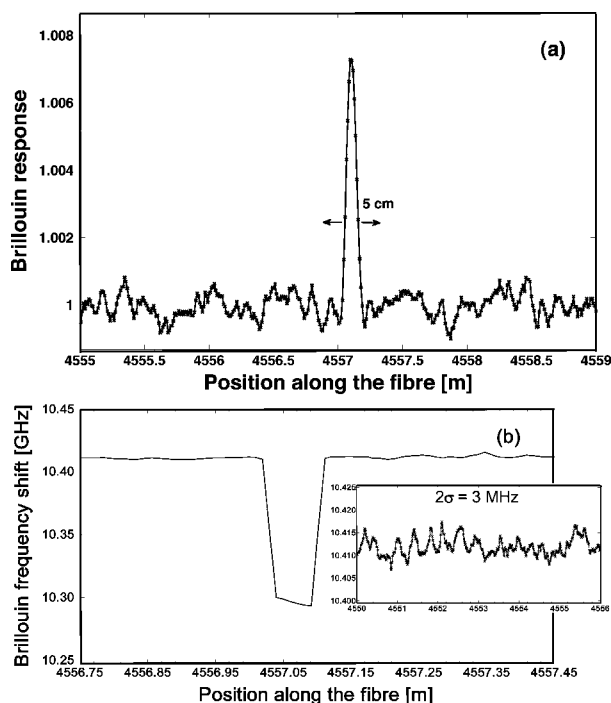 1.008
(a)
1.006
1.004
1.002
1
Brillouin response
5 cm
4555 4555.5 4556 4556.5 4557 4557.5 4558 4558.5 4559
Position along the fibre [m]
10.45
(b)
10.40
10.35
10.30
10.25
Brillouin frequency shift [GHz]
2σ = 3 MHz
10.425
10.420
10.415
10.410
10.405
10.400
4550 4551 4552 4553 4554 4555 4556
4556.75 4556.85 4556.95 4557.05 4557.15 4557.25 4557.35 4557.45
Position along the fibre [m]